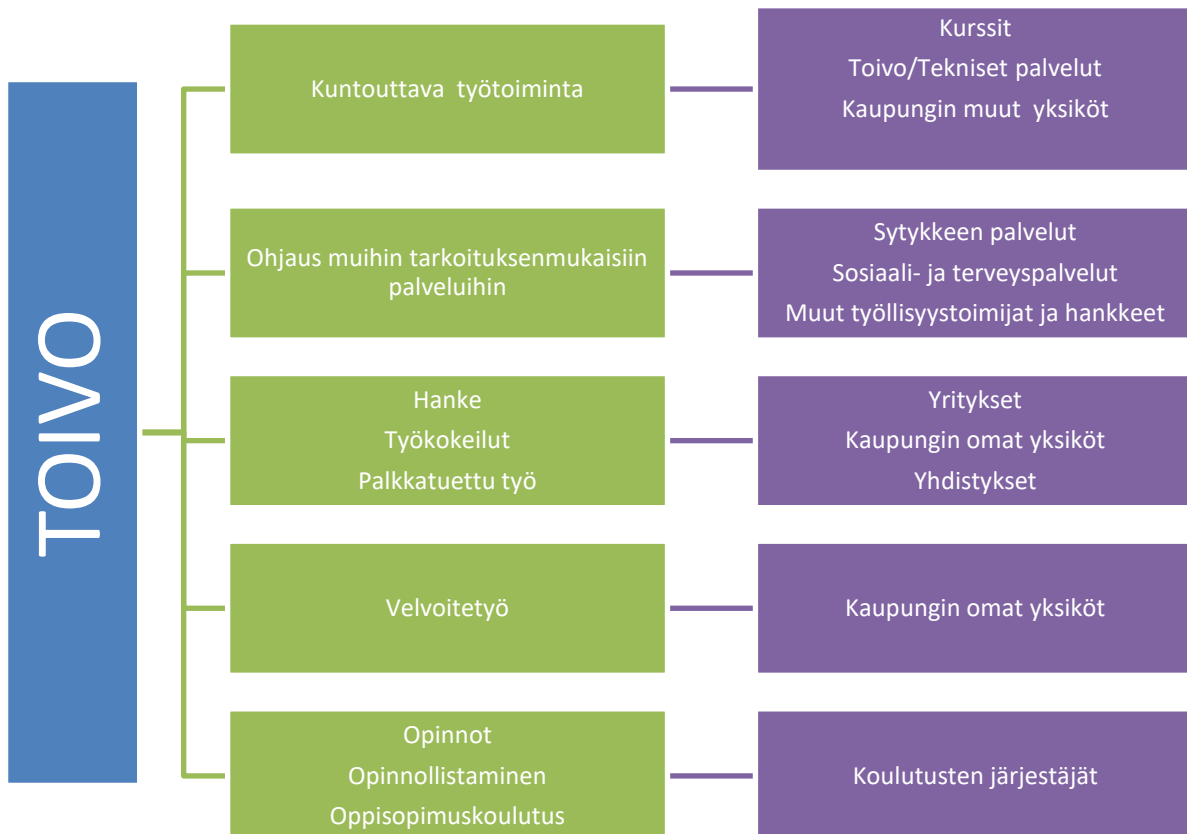 TOIVO
Kuntouttava työtoiminta
Kurssit
Toivo/Tekniset palvelut
Kaupungin muut yksiköt
Ohjaus muihin tarkoituksenmukaisiin
palveluihin
Sytykkeen palvelut
Sosiaali- ja terveyspalvelut
Muut työllisyystoimijat ja hankkeet
Hanke
Työkokeilut
Palkkatuettu työ
Yritykset
Kaupungin omat yksiköt
Yhdistykset
Velvoitetyö
Kaupungin omat yksiköt
Opinnot
Opinnollistaminen
Oppisopimuskoulutus
Koulutusten järjestäjät